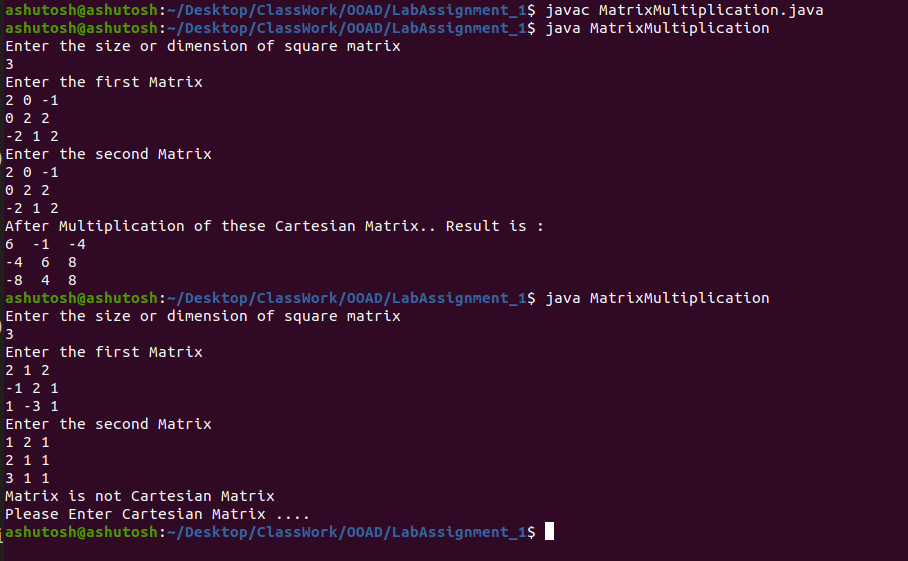 ashutosh@ashutosh:~/Desktop/ClassWork/OOAD/LabAssignment_1$ javac MatrixMultiplication.java
ashutosh@ashutosh:~/Desktop/ClassWork/OOAD/LabAssignment_1$ java MatrixMultiplication
Enter the size or dimension of square matrix
3
Enter the first Matrix
2 0 -1
0 2 2
-2 1 2
Enter the second Matrix
2 0 -1
0 2 2
-2 1 2
After Multiplication of these Cartesian Matrix.. Result is :
6  -1  -4
-4  6  8
-8  4  8
ashutosh@ashutosh:~/Desktop/ClassWork/OOAD/LabAssignment_1$ java MatrixMultiplication
Enter the size or dimension of square matrix
3
Enter the first Matrix
2 1 2
-1 2 1
1 -3 1
Enter the second Matrix
1 2 1
2 1 1
3 1 1
Matrix is not Cartesian Matrix
Please Enter Cartesian Matrix ....
ashutosh@ashutosh:~/Desktop/ClassWork/OOAD/LabAssignment_1$